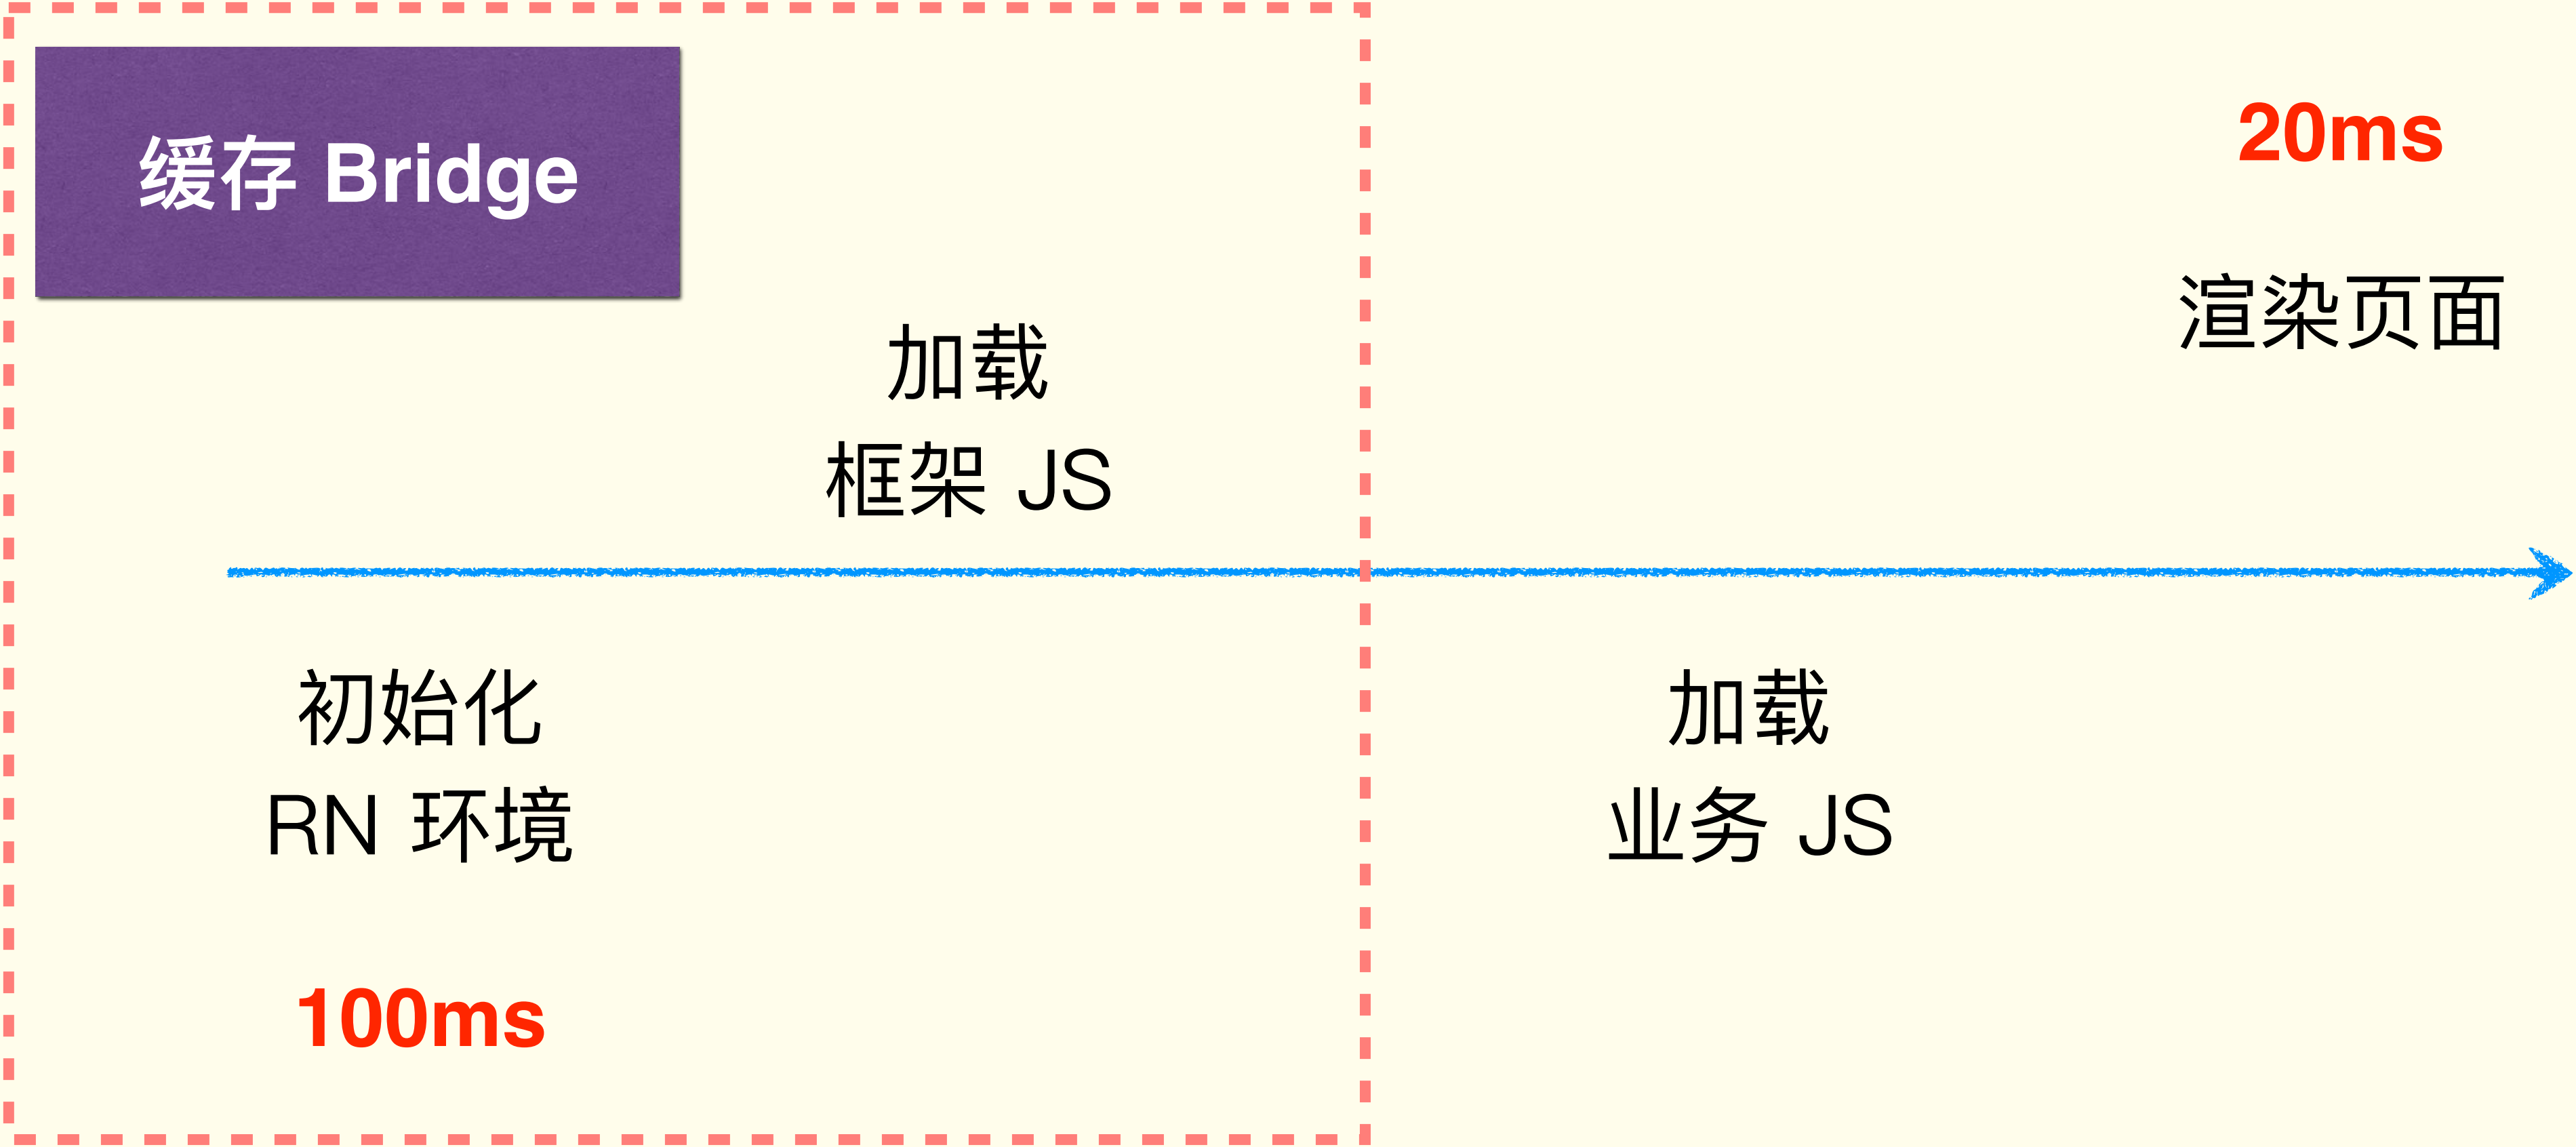 缓存 Bridge
初始化
RN 环境
100ms
加载
框架 JS
加载
业务 JS
20ms
渲染页面